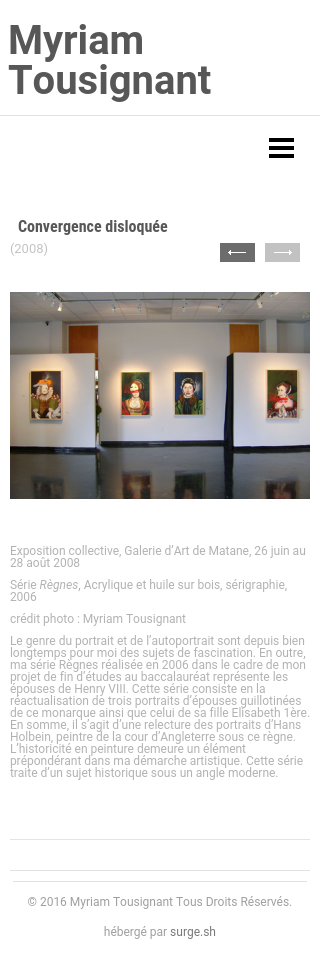 Myriam
Tousignant
Convergence disloquée
(2008)
Exposition collective, Galerie d’Art de Matane, 26 juin au
28 août 2008
Série Règnes, Acrylique et huile sur bois, sérigraphie,
2006
crédit photo : Myriam Tousignant
Le genre du portrait et de l’autoportrait sont depuis bien
longtemps pour moi des sujets de fascination. En outre,
ma série Règnes réalisée en 2006 dans le cadre de mon
projet de fin d’études au baccalauréat représente les
épouses de Henry VIII. Cette série consiste en la
réactualisation de trois portraits d’épouses guillotinées
de ce monarque ainsi que celui de sa fille Elisabeth 1ère.
En somme, il s’agit d’une relecture des portraits d’Hans
Holbein, peintre de la cour d’Angleterre sous ce règne.
L’historicité en peinture demeure un élément
prépondérant dans ma démarche artistique. Cette série
traite d’un sujet historique sous un angle moderne.
© 2016 Myriam Tousignant Tous Droits Réservés.
hébergé par surge.sh